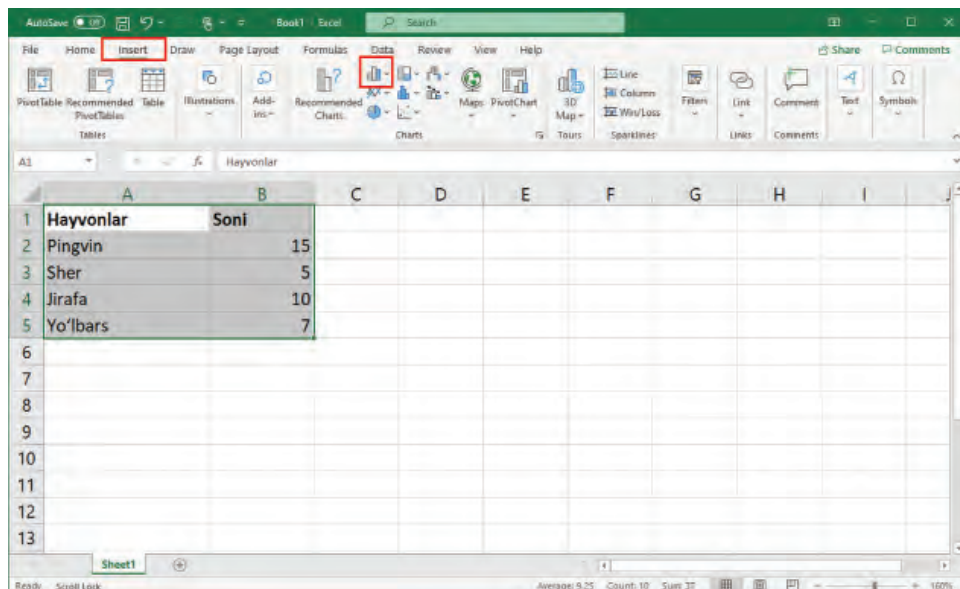 AutoSave Off Book1 - Excel Search
File Home Insert Draw Page Layout Formulas Data Review View Help Share Comments
PivotTable Recommended PivotTables Table Illustrations Add-ins Recommended Charts Maps PivotChart 3D Map Line Column Win/Loss Filters Link Comment Text Symbols
Tables Charts Tours Sparklines Links Comments
A1 fx Hayvonlar
A B C D E F G H I J
1 Hayvonlar Soni
2 Pingvin 15
3 Sher 5
4 Jirafa 10
5 Yo‘lbars 7
6
7
8
9
10
11
12
13
Sheet1
Ready Scroll Lock Average: 9.25 Count: 10 Sum: 37 160%